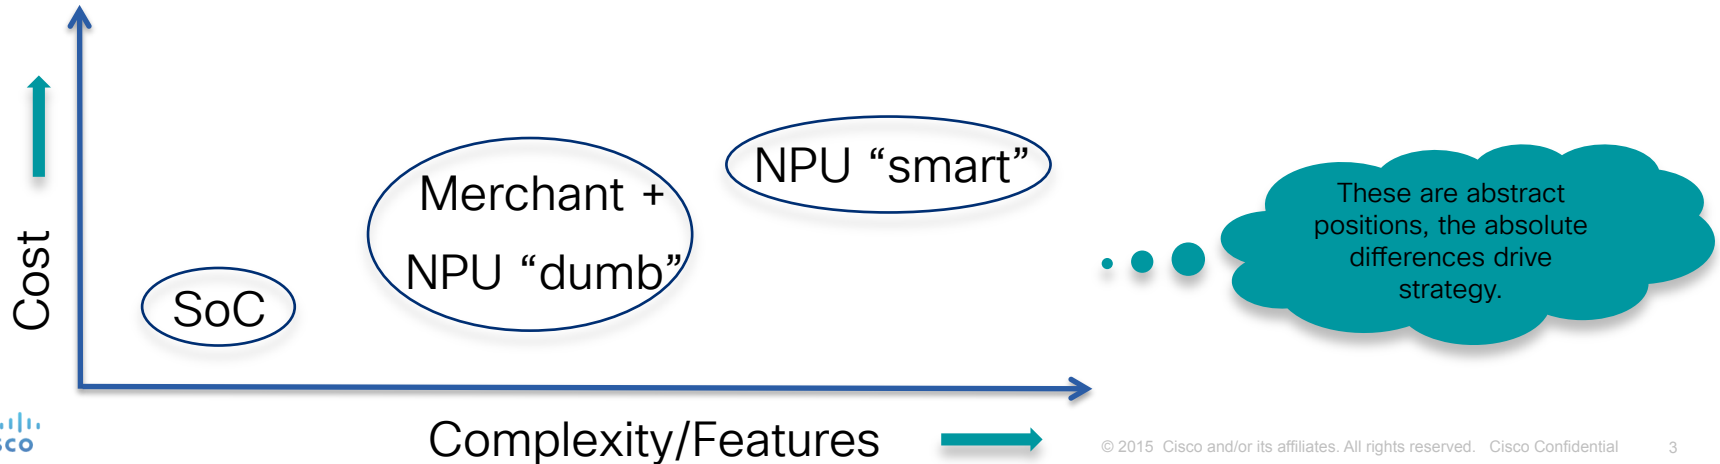 Cost
SoC
Merchant +
NPU “dumb”
NPU “smart”
These are abstract
positions, the absolute
differences drive
strategy.
Complexity/Features
© 2015 Cisco and/or its affiliates. All rights reserved. Cisco Confidential 3